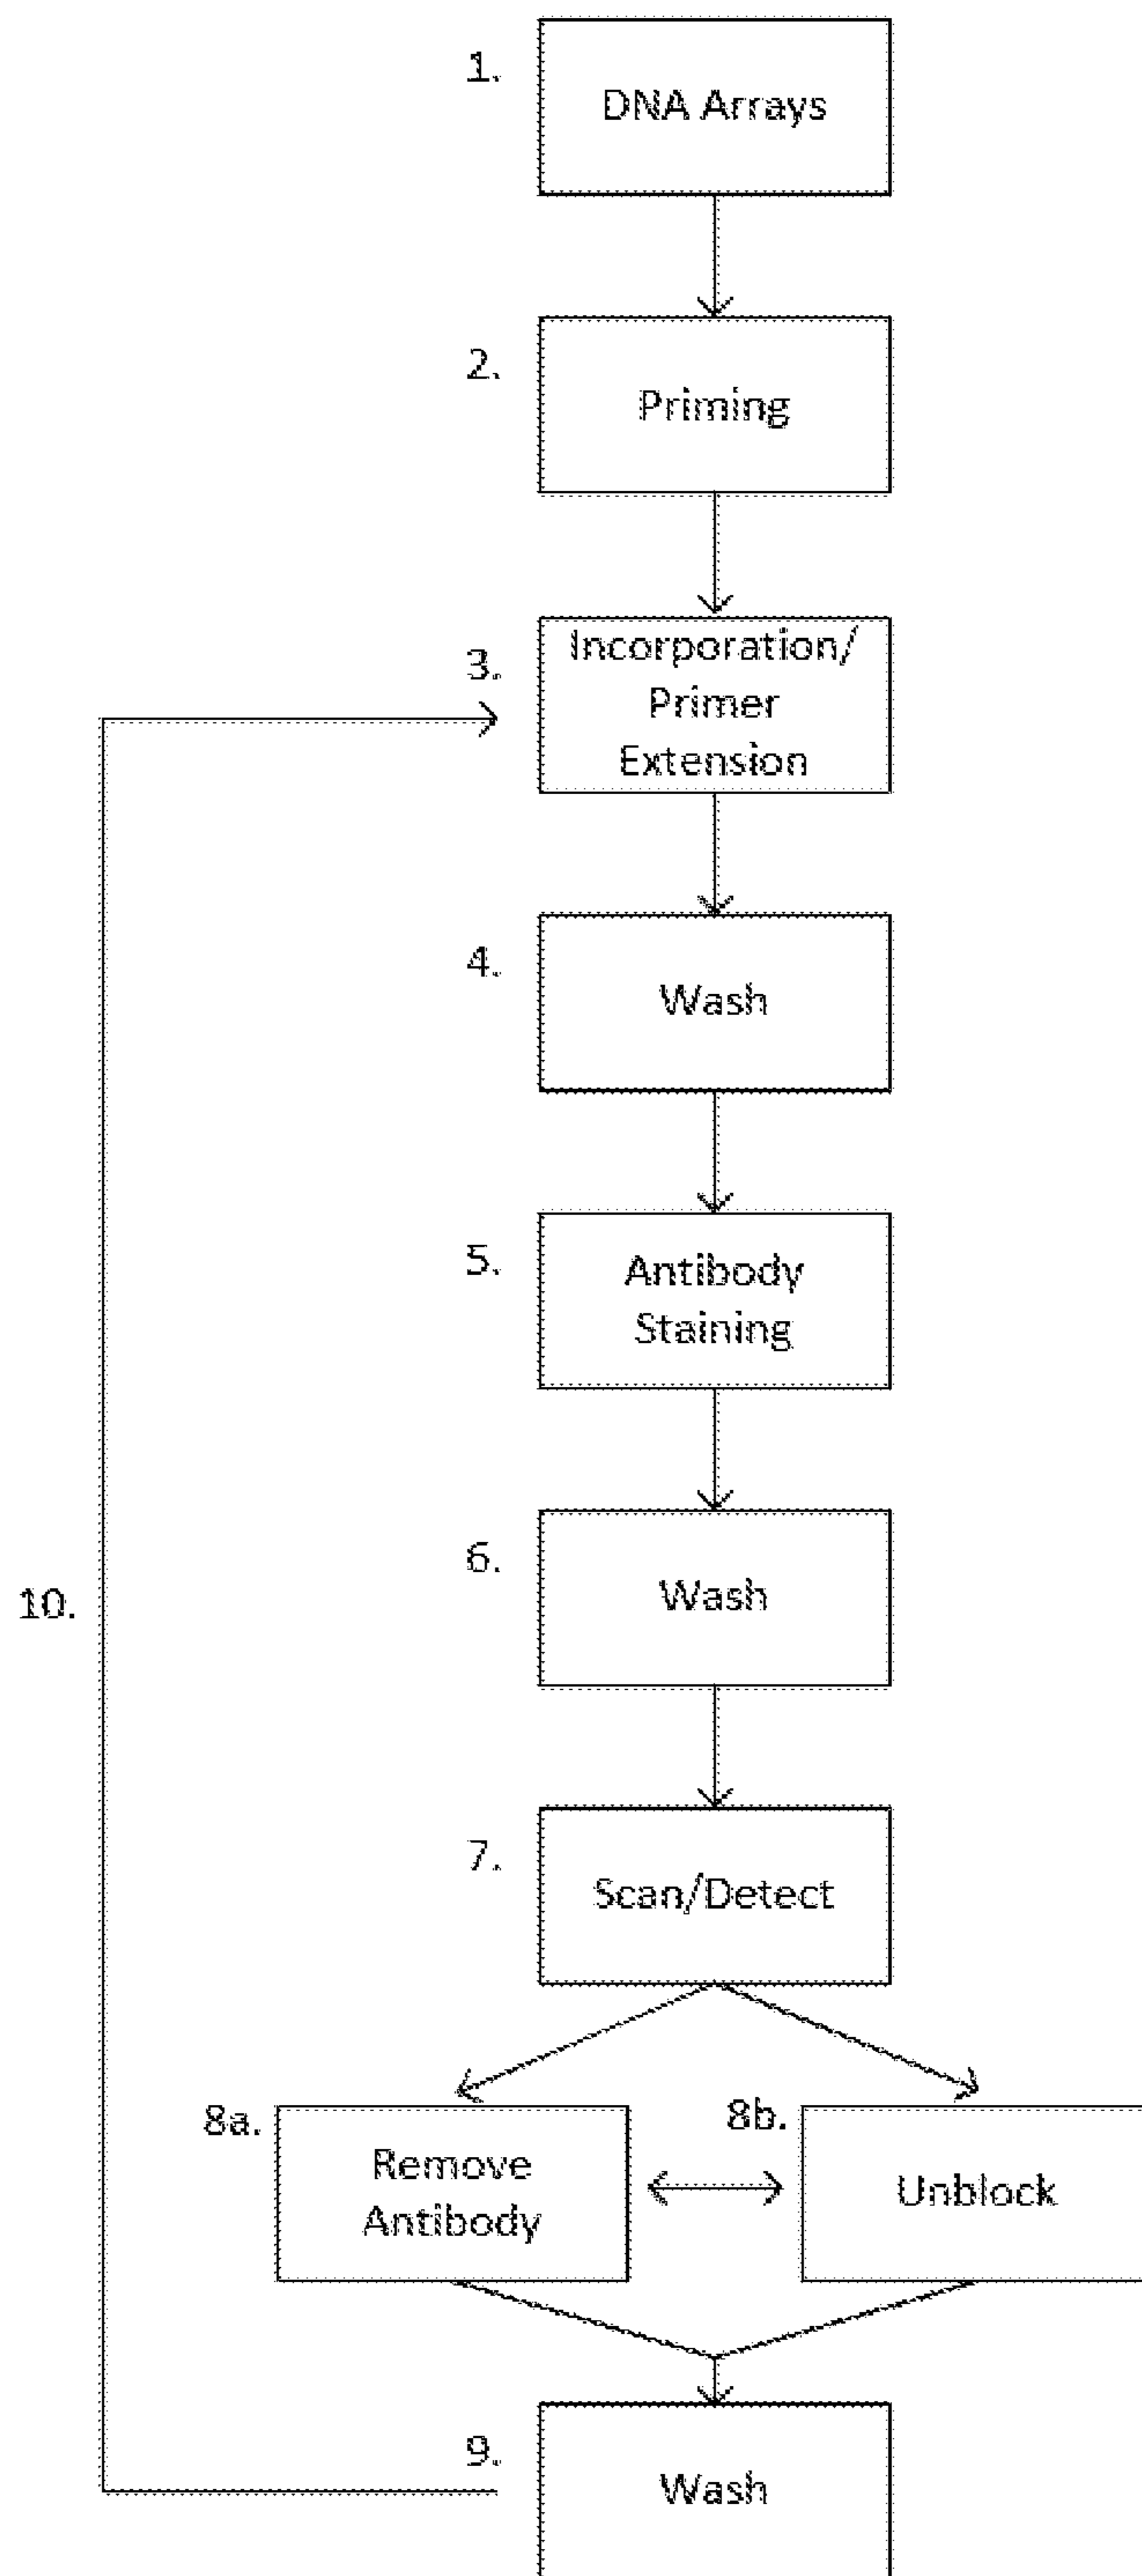 1.
DNA Arrays
2.
Priming
3.
Incorporation/
Primer
Extension
4.
Wash
5.
Antibody
Staining
6.
Wash
10.
7.
Scan/Detect
8a.
Remove
Antibody
8b.
Unblock
9.
Wash